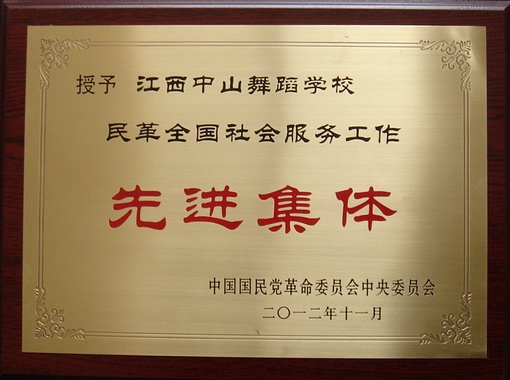 授予 江西中山舞蹈学校
民革全国社会服务工作
先进集体
中国国民党革命委员会中央委员会
二〇一二年十一月